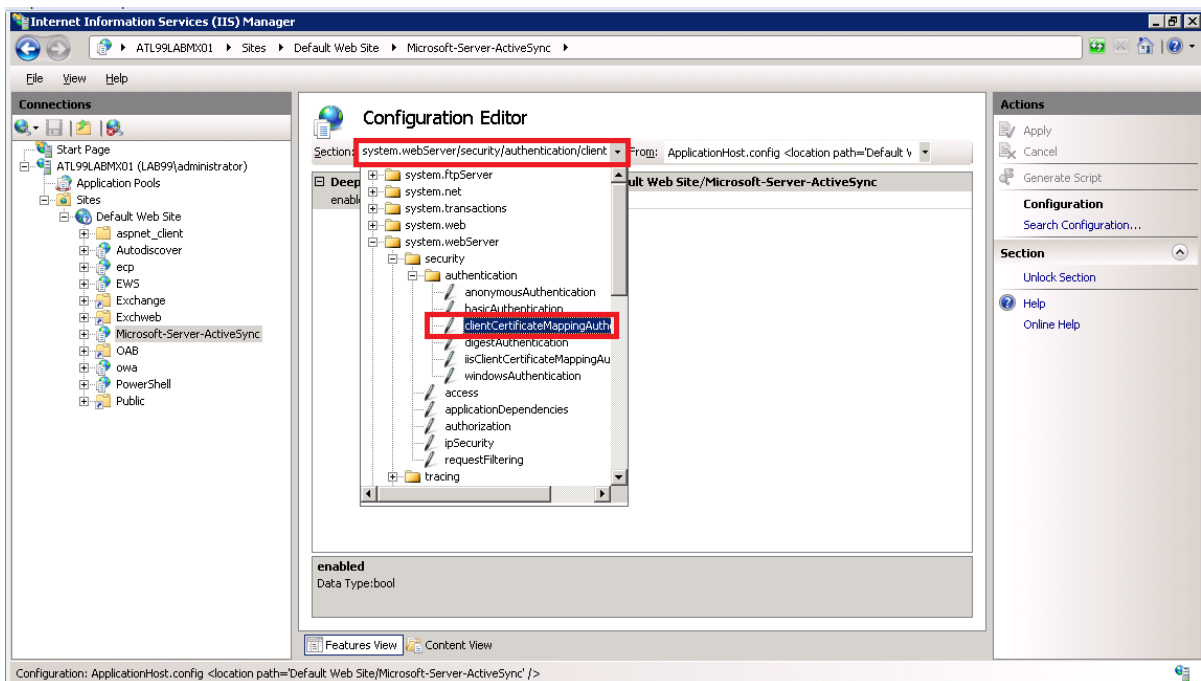 Internet Information Services (IIS) Manager
ATL99LABMX01 Sites Default Web Site Microsoft-Server-ActiveSync
File View Help
Connections
Start Page
ATL99LABMX01 (LAB99\administrator)
Application Pools
Sites
Default Web Site
aspnet_client
Autodiscover
ecp
EWS
Exchange
Exchweb
Microsoft-Server-ActiveSync
OAB
owa
PowerShell
Public
Configuration Editor
Section: system.webServer/security/authentication/client From: ApplicationHost.config <location path='Default
Deep ult Web Site/Microsoft-Server-ActiveSync
enabl
system.ftpServer
system.net
system.transactions
system.web
system.webServer
security
authentication
anonymousAuthentication
basicAuthentication
clientCertificateMappingAuthe
digestAuthentication
iisClientCertificateMappingAu
windowsAuthentication
access
applicationDependencies
authorization
ipSecurity
requestFiltering
tracing
enabled
Data Type:bool
Features View Content View
Actions
Apply
Cancel
Generate Script
Configuration
Search Configuration...
Section
Unlock Section
Help
Online Help
Configuration: ApplicationHost.config <location path='Default Web Site/Microsoft-Server-ActiveSync' />